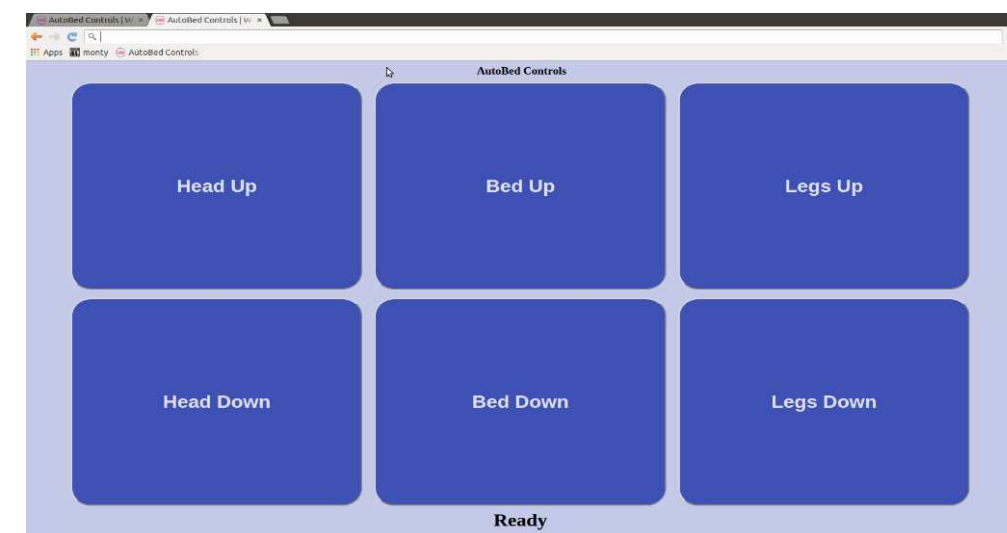 AutoBed Controls | W
AutoBed Controls | W
Apps
monty
AutoBed Controls
AutoBed Controls
Head Up
Bed Up
Legs Up
Head Down
Bed Down
Legs Down
Ready